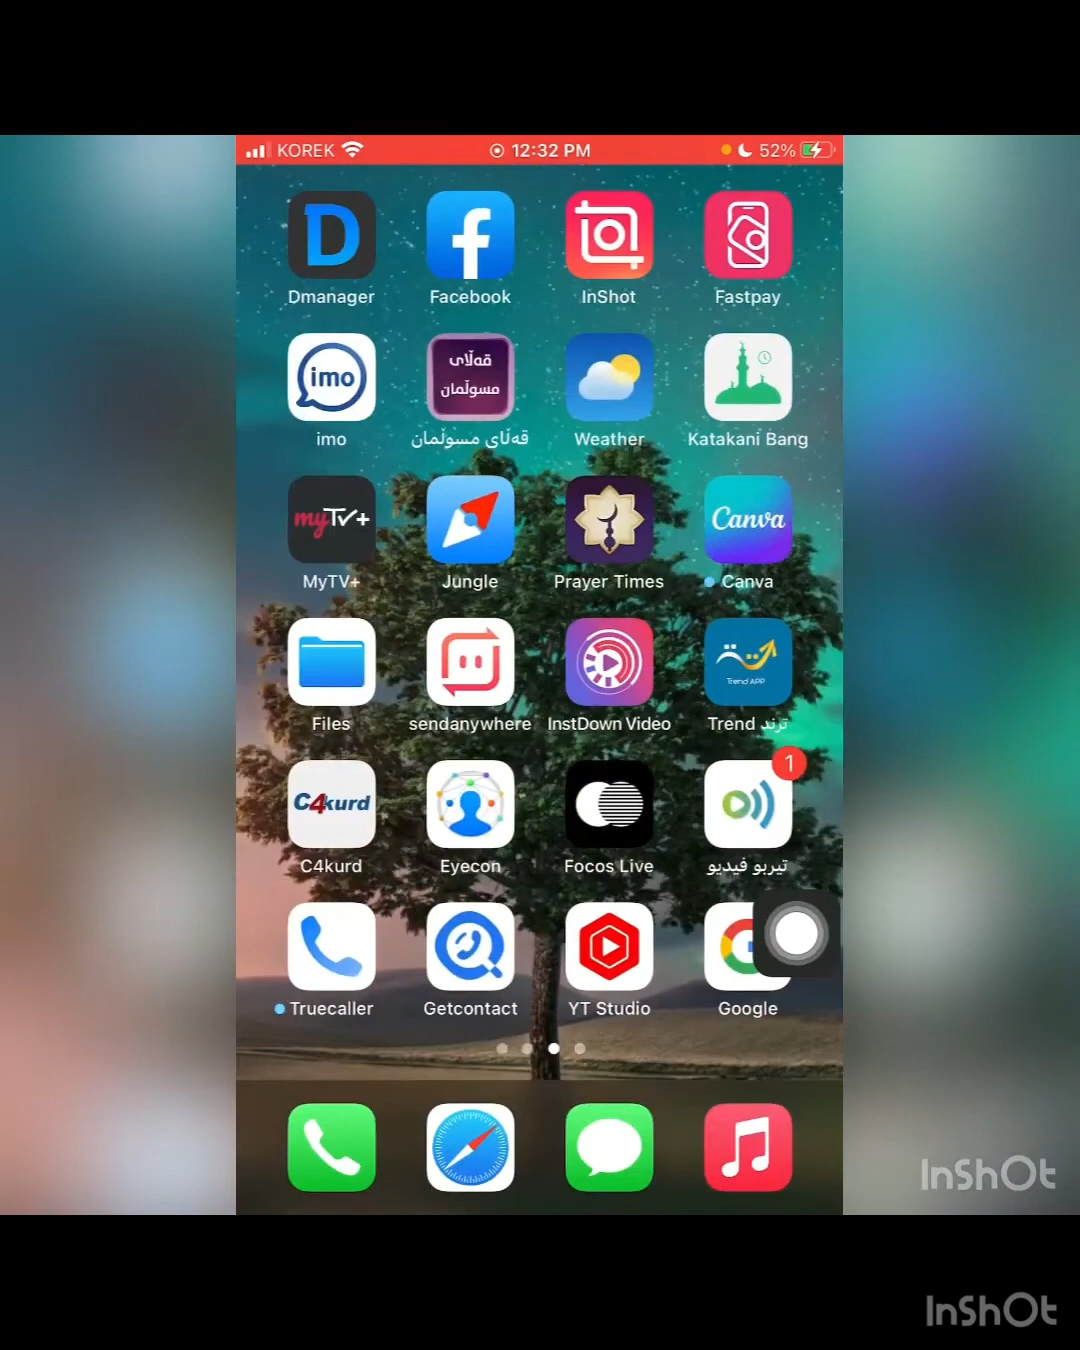 KOREK 12:32 PM 52%
D
Dmanager Facebook InShot Fastpay
imo
قەڵای
مسوڵمان
imo قەڵای مسوڵمان Weather Katakani Bang
myTV+ Canva
MyTV+ Jungle Prayer Times Canva
Trend APP
Files sendanywhere InstDown Video Trend ترند
1
C4kurd
C4kurd Eyecon Focos Live تيربو فيديو
Truecaller Getcontact YT Studio Google
InShOt
InShOt